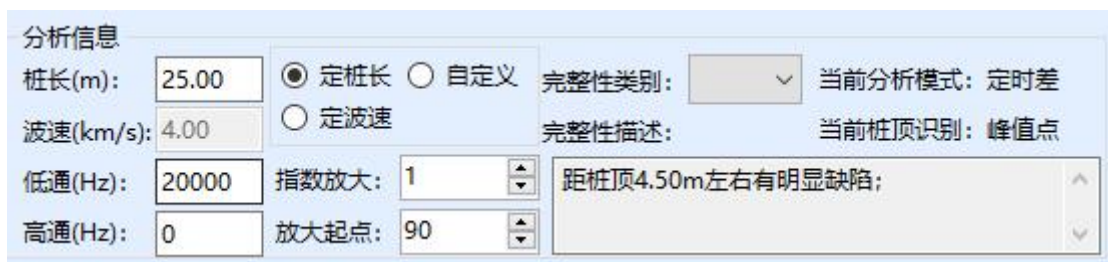 分析信息
桩长(m): 25.00 定桩长 自定义 完整性类别: 当前分析模式: 定时差
波速(km/s): 4.00 定波速 完整性描述: 当前桩顶识别: 峰值点
低通(Hz): 20000 指数放大: 1 距桩顶4.50m左右有明显缺陷;
高通(Hz): 0 放大起点: 90